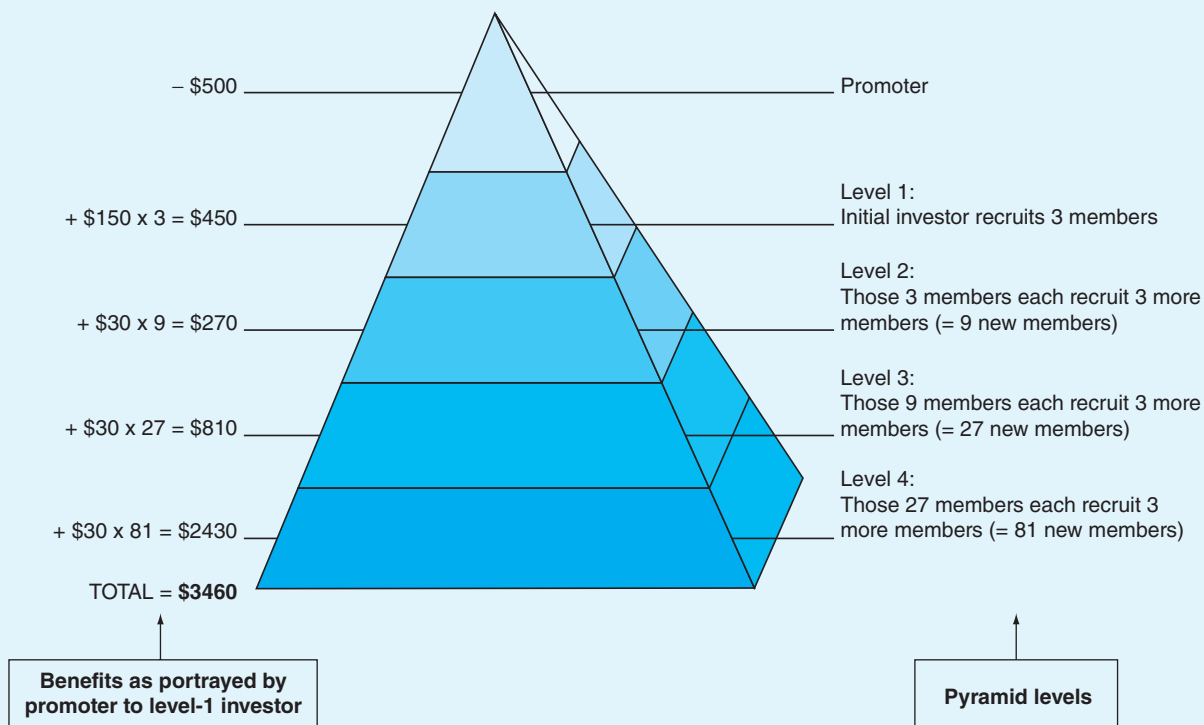 – $500
Promoter
+ $150 x 3 = $450
Level 1:
Initial investor recruits 3 members
+ $30 x 9 = $270
Level 2:
Those 3 members each recruit 3 more
members (= 9 new members)
+ $30 x 27 = $810
Level 3:
Those 9 members each recruit 3 more
members (= 27 new members)
+ $30 x 81 = $2430
Level 4:
Those 27 members each recruit 3
more members (= 81 new members)
TOTAL = $3460
Benefits as portrayed by
promoter to level-1 investor
Pyramid levels